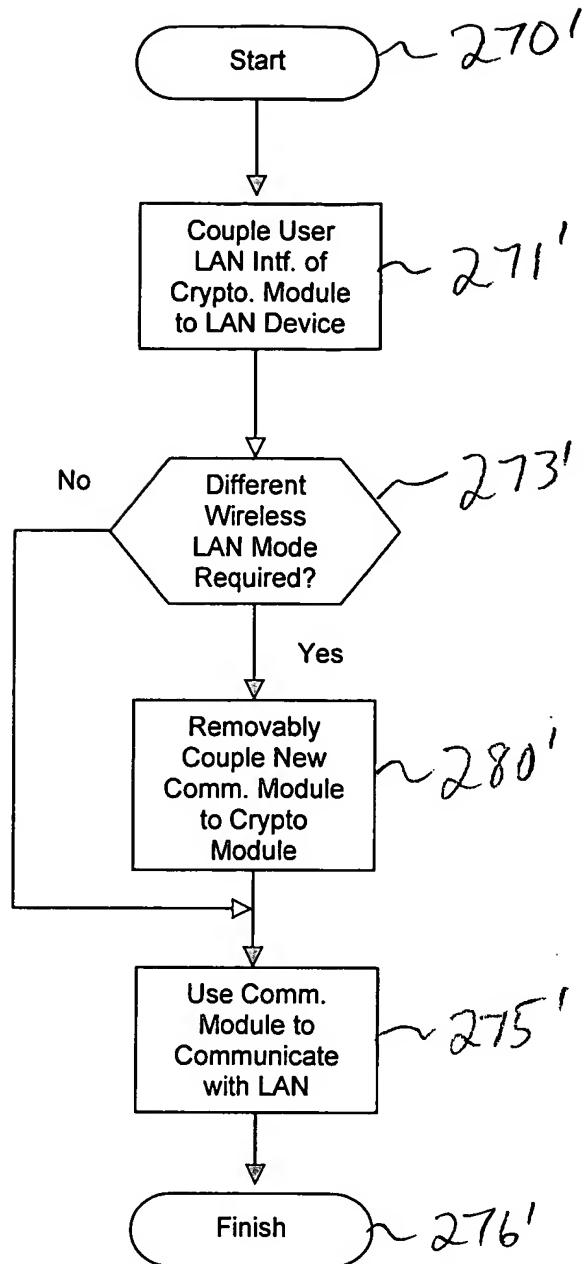 Start
270'
Couple User
LAN Intf. of
Crypto. Module
to LAN Device
271'
No
Different
Wireless
LAN Mode
Required?
273'
Yes
Removably
Couple New
Comm. Module
to Crypto
Module
280'
Use Comm.
Module to
Communicate
with LAN
275'
Finish
276'